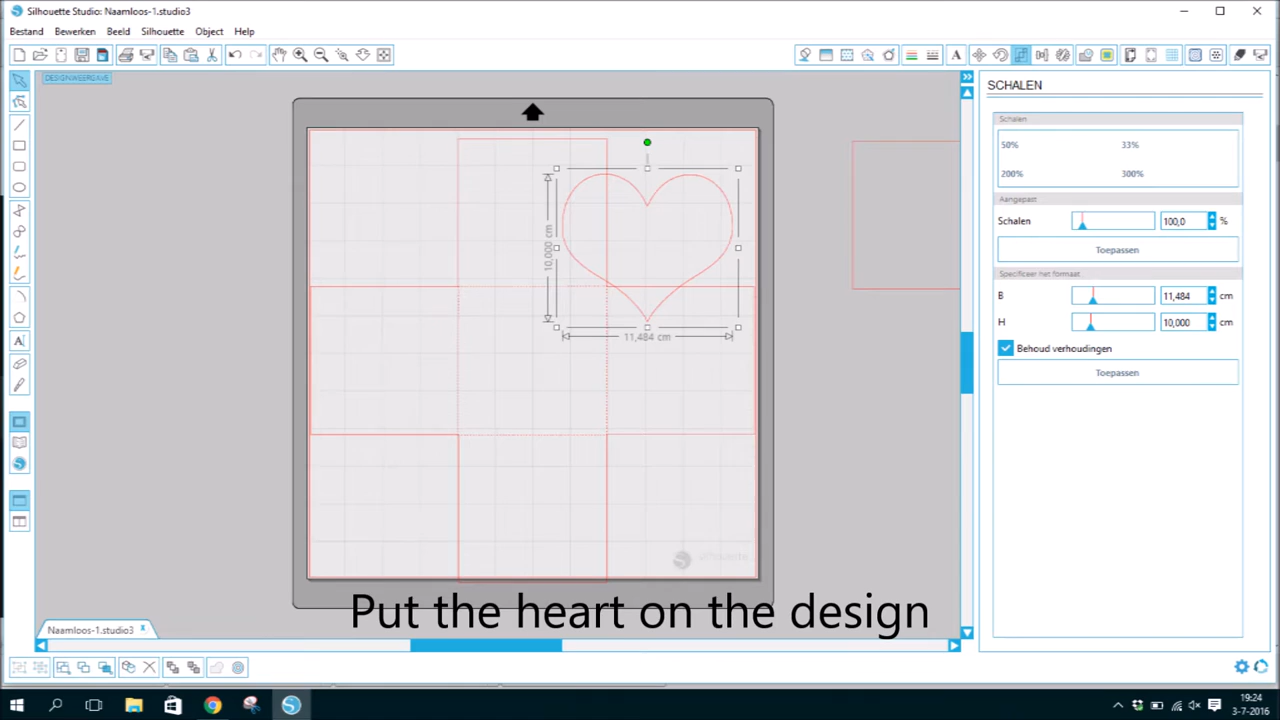 Silhouette Studio: Naamloos-1.studio3
Bestand Bewerken Beeld Silhouette Object Help
DESIGNWEERGAVE
SCHALEN
Schalen
50% 33%
200% 300%
Aangepast
Schalen 100,0 %
Toepassen
Specificeer het formaat
B 11,484 cm
H 10,000 cm
Behoud verhoudingen
Toepassen
10,000 cm
11,484 cm
silhouette
Put the heart on the design
Naamloos-1.studio3
19:24
3-7-2016